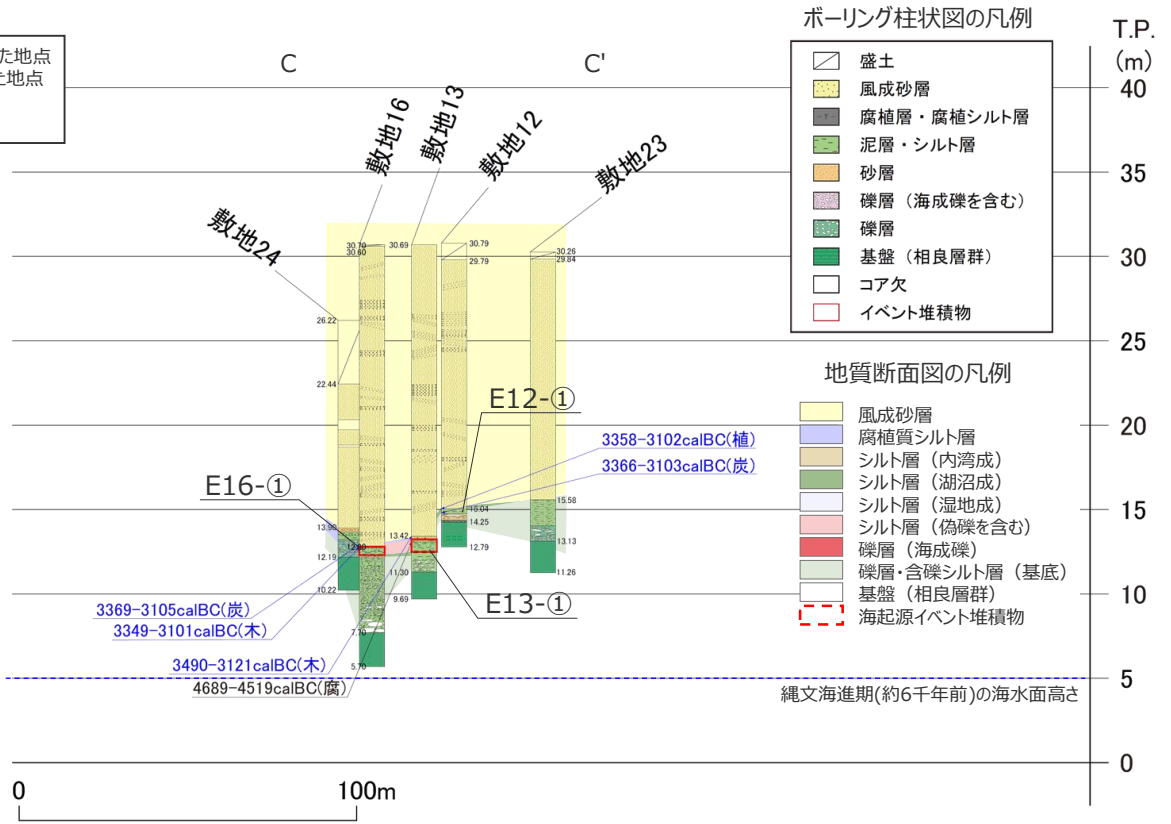 た地点
た地点
C
C'
ボーリング柱状図の凡例
盛土
風成砂層
腐植層・腐植シルト層
泥層・シルト層
砂層
礫層（海成礫を含む）
礫層
基盤（相良層群）
コア欠
イベント堆積物
T.P.
(m)
40
35
30
25
20
15
10
5
0
敷地24
敷地16
敷地13
敷地12
敷地23
30.70
30.60
30.69
30.79
29.79
30.26
29.84
26.22
22.44
E12-①
E16-①
E13-①
3358-3102calBC(植)
3366-3103calBC(炭)
13.90
12.19
10.22
7.70
5.70
13.42
11.30
9.69
16.04
14.25
12.79
15.58
13.13
11.26
3369-3105calBC(炭)
3349-3101calBC(木)
3490-3121calBC(木)
4689-4519calBC(腐)
地質断面図の凡例
風成砂層
腐植質シルト層
シルト層（内湾成）
シルト層（湖沼成）
シルト層（湿地成）
シルト層（偽礫を含む）
礫層（海成礫）
礫層・含礫シルト層（基底）
基盤（相良層群）
海起源イベント堆積物
縄文海進期(約6千年前)の海水面高さ
0
100m